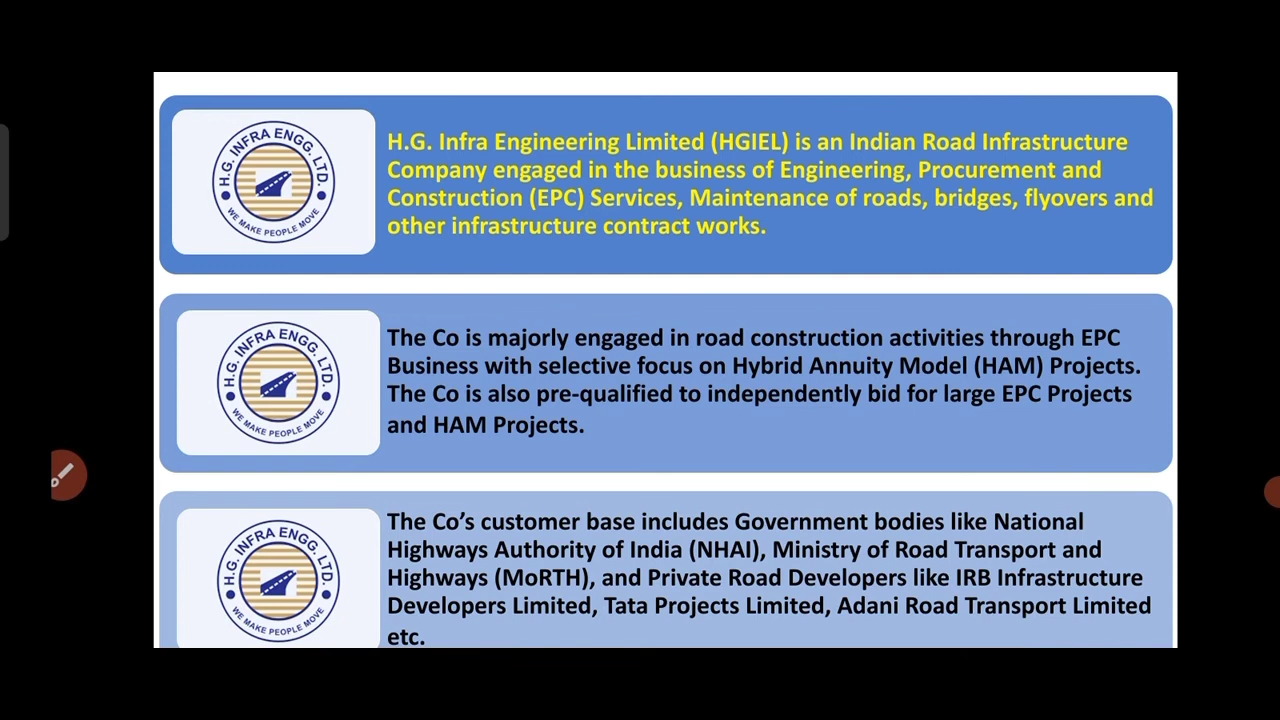 H.G. INFRA ENGG. LTD.
WE MAKE PEOPLE MOVE
H.G. Infra Engineering Limited (HGIEL) is an Indian Road Infrastructure
Company engaged in the business of Engineering, Procurement and
Construction (EPC) Services, Maintenance of roads, bridges, flyovers and
other infrastructure contract works.
H.G. INFRA ENGG. LTD.
WE MAKE PEOPLE MOVE
The Co is majorly engaged in road construction activities through EPC
Business with selective focus on Hybrid Annuity Model (HAM) Projects.
The Co is also pre-qualified to independently bid for large EPC Projects
and HAM Projects.
H.G. INFRA ENGG. LTD.
WE MAKE PEOPLE MOVE
The Co’s customer base includes Government bodies like National
Highways Authority of India (NHAI), Ministry of Road Transport and
Highways (MoRTH), and Private Road Developers like IRB Infrastructure
Developers Limited, Tata Projects Limited, Adani Road Transport Limited
etc.